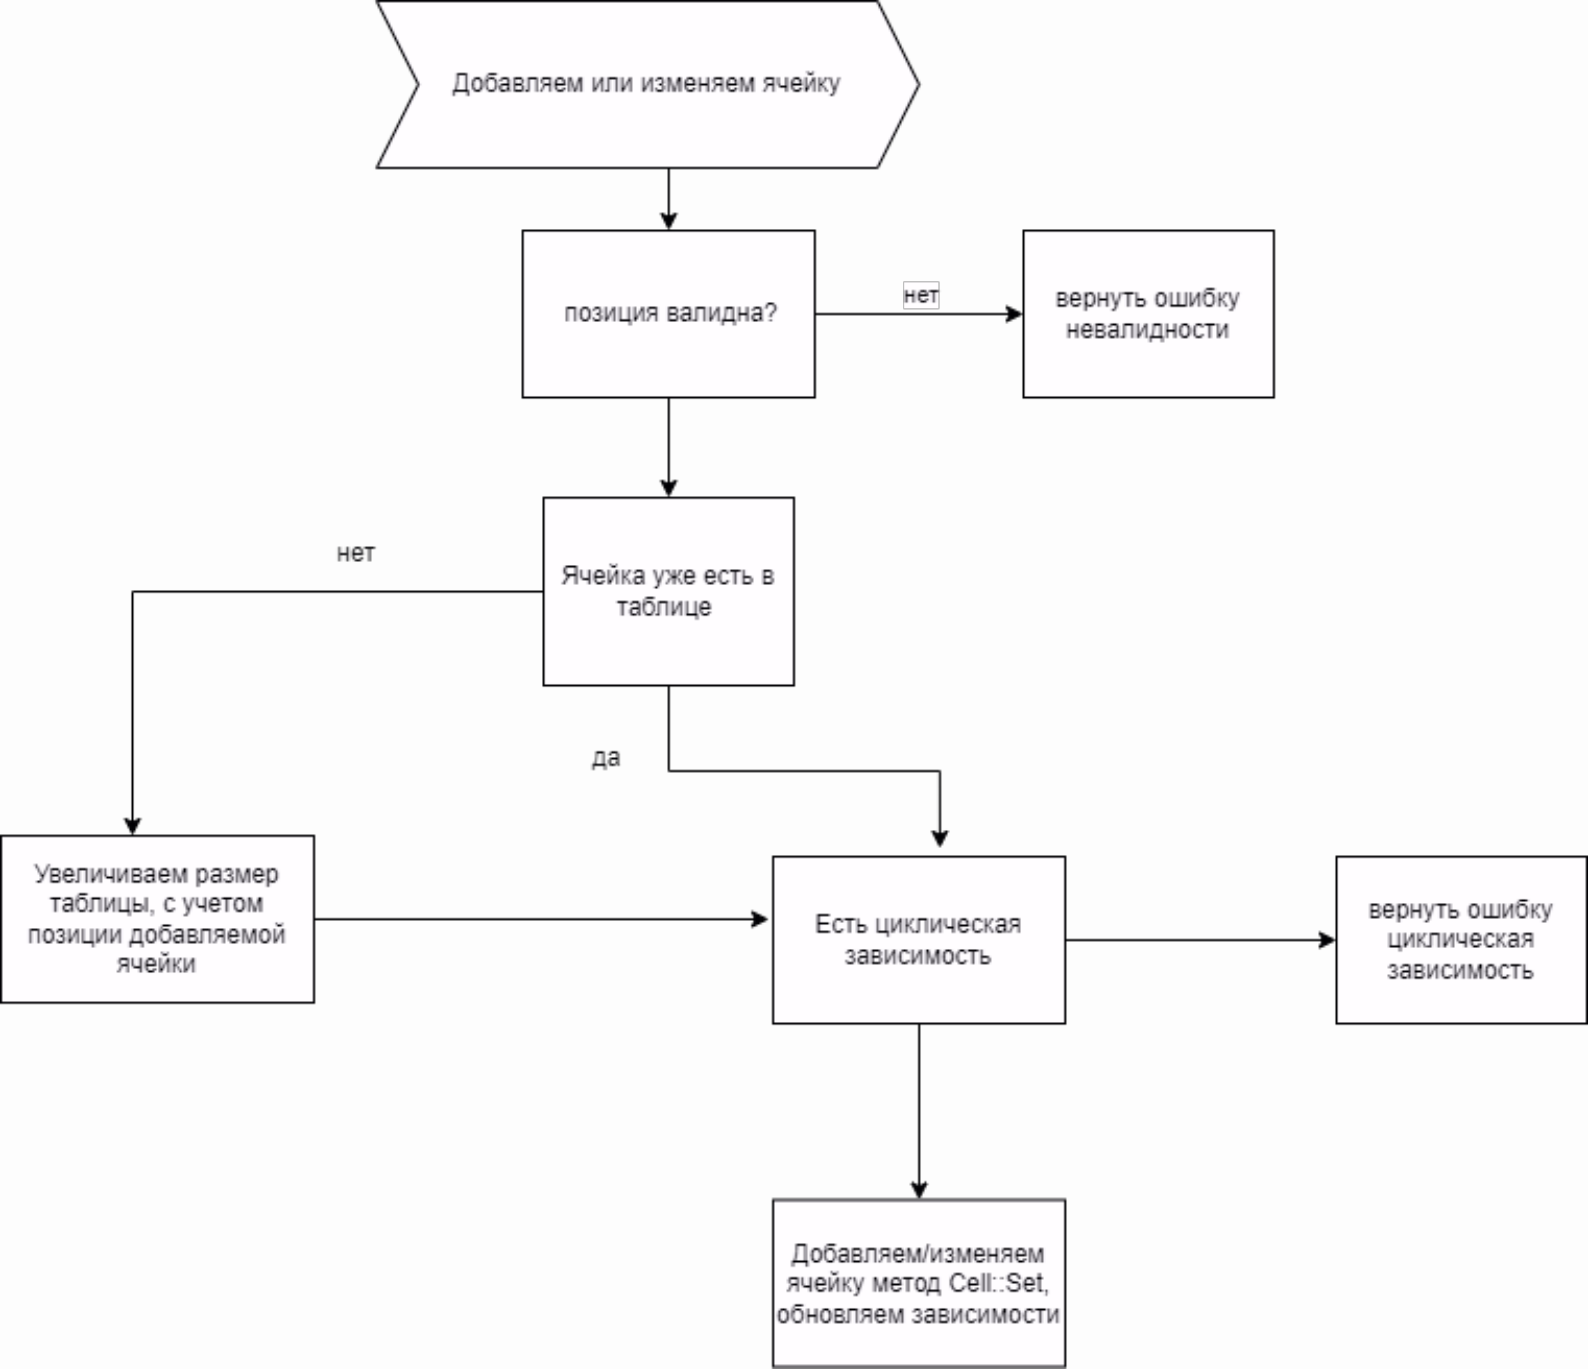 Добавляем или изменяем ячейку
позиция валидна?
нет
вернуть ошибку
невалидности
нет
Ячейка уже есть в
таблице
да
Увеличиваем размер
таблицы, с учетом
позиции добавляемой
ячейки
Есть циклическая
зависимость
вернуть ошибку
циклическая
зависимость
Добавляем/изменяем
ячейку метод Cell::Set,
обновляем зависимости